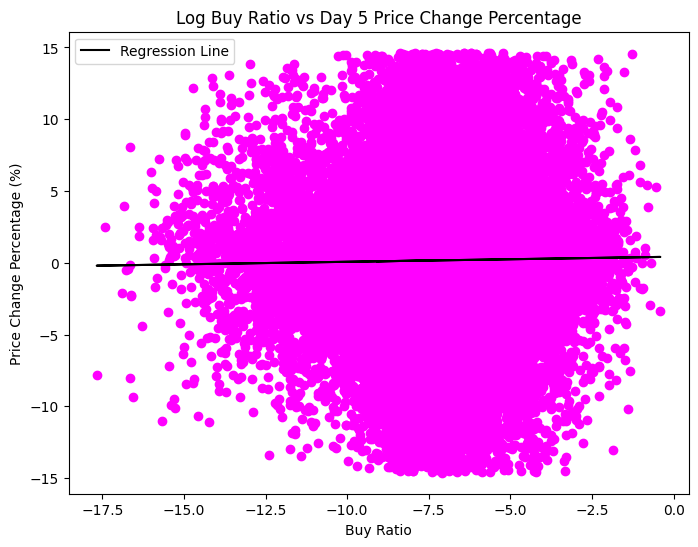 Log Buy Ratio vs Day 5 Price Change Percentage
Regression Line
Price Change Percentage (%)
15
10
5
0
−5
−10
−15
−17.5 −15.0 −12.5 −10.0 −7.5 −5.0 −2.5 0.0
Buy Ratio